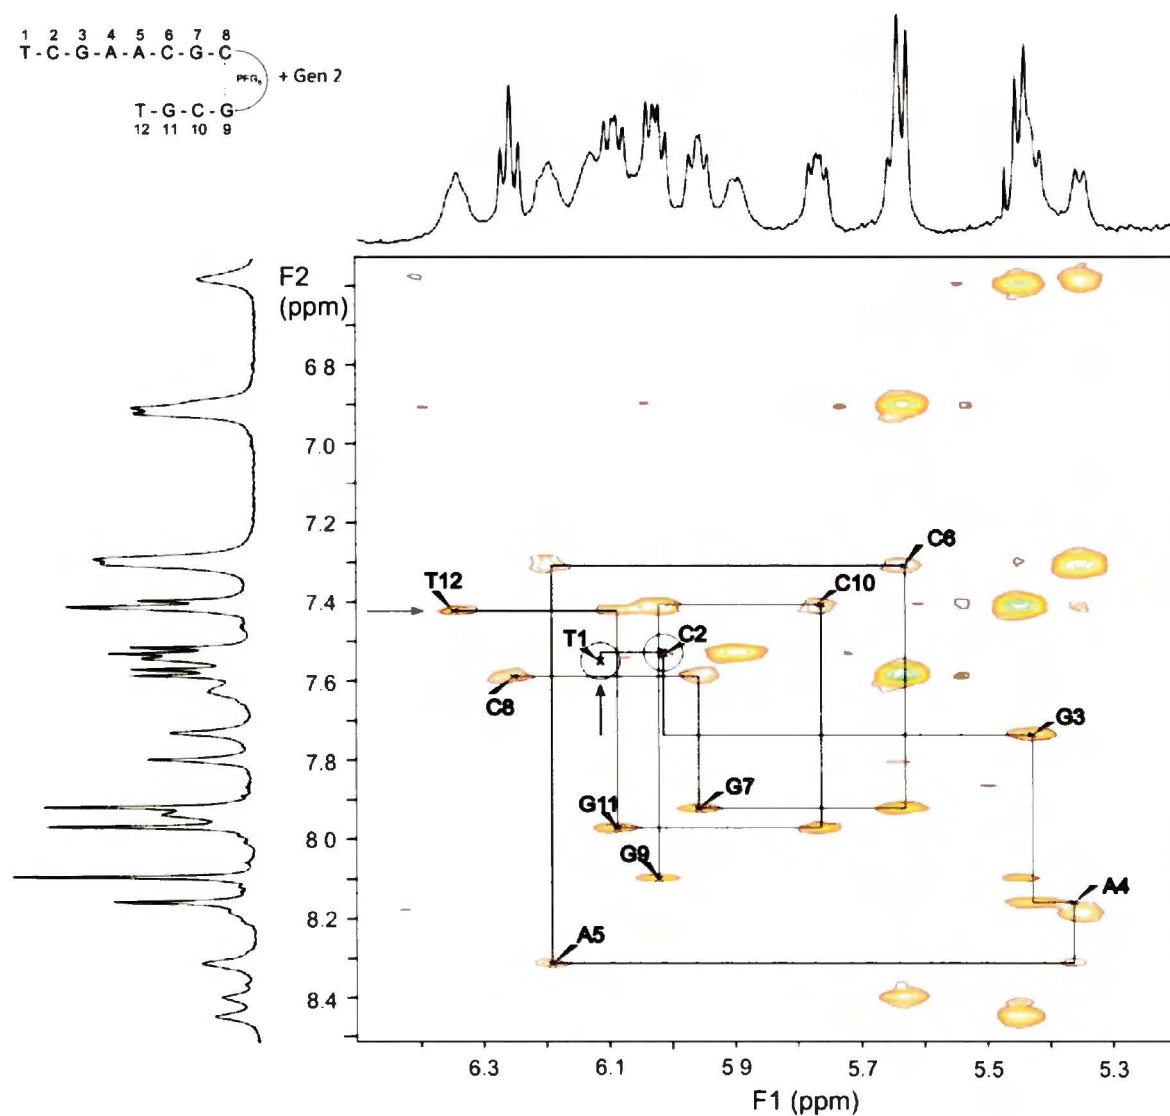 1 2 3 4 5 6 7 8
T - C - G - A - A - C - G - C
PEG6 + Gen 2
T - G - C - G
12 11 10 9
F2
(ppm)
6 8
7.0
7.2
7.4
7.6
7.8
8.0
8.2
8.4
C6
T12
C10
T1
C2
C8
G3
G7
G11
G9
A4
A5
6.3 6.1 5 9 5.7 5.5 5.3
F1 (ppm)